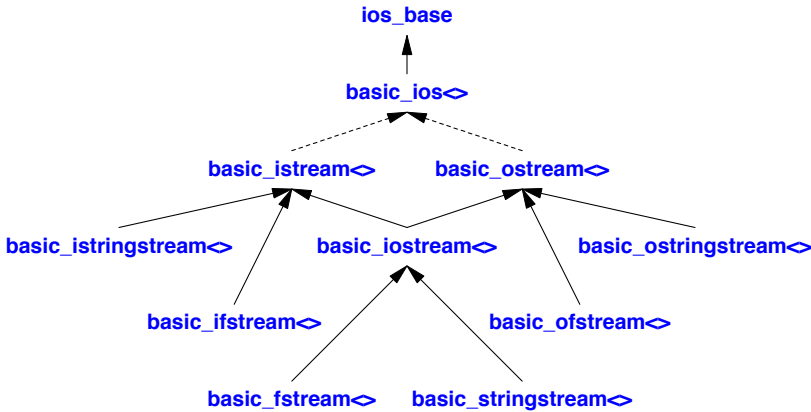 ios_base
basic_ios<>
basic_istream<> basic_ostream<>
basic_istringstream<> basic_iostream<> basic_ostringstream<>
basic_ifstream<> basic_ofstream<>
basic_fstream<> basic_stringstream<>